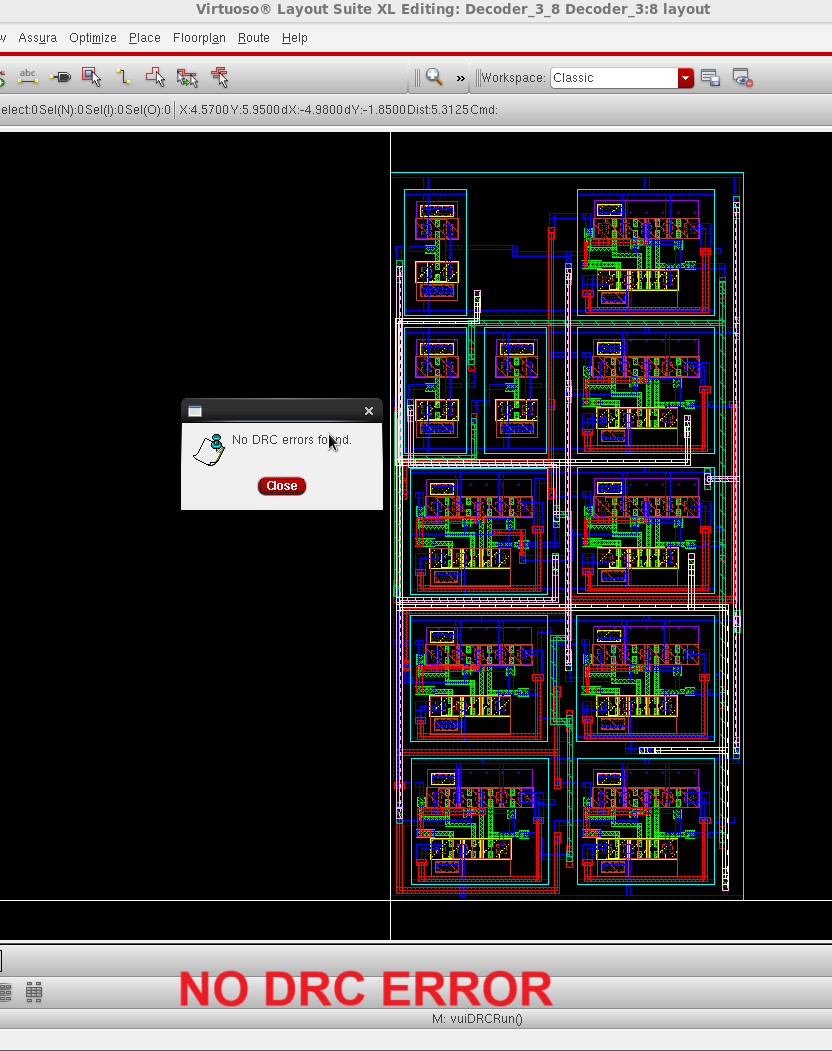 Virtuoso® Layout Suite XL Editing: Decoder_3_8 Decoder_3:8 layout
w Assura Optimize Place Floorplan Route Help
abc » Workspace: Classic
elect:0 Sel(N):0 Sel(I):0 Sel(O):0 X:4.5700 Y:5.9500 dX:-4.9800 dY:-1.8500 Dist:5.3125 Cmd:
No DRC errors found.
Close
NO DRC ERROR
M: vuiDRCRun()